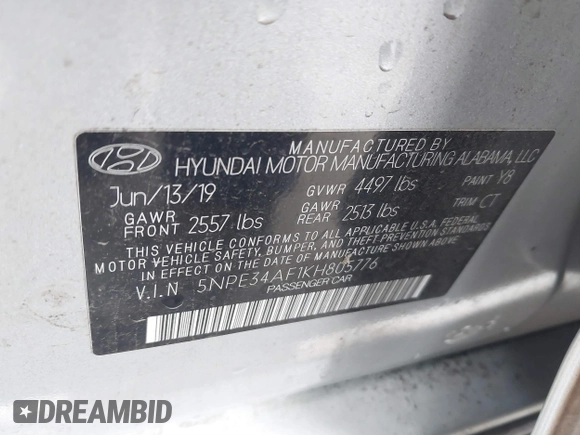 MANUFACTURED BY
HYUNDAI MOTOR MANUFACTURING ALABAMA, LLC
Jun/13/19 GVWR 4497 lbs PAINT Y8
GAWR FRONT 2557 lbs GAWR REAR 2513 lbs TRIM CT
THIS VEHICLE CONFORMS TO ALL APPLICABLE U.S.A. FEDERAL
MOTOR VEHICLE SAFETY, BUMPER, AND THEFT PREVENTION STANDARDS
IN EFFECT ON THE DATE OF MANUFACTURE SHOWN ABOVE.
V.I.N 5NPE34AF1KH805776
PASSENGER CAR
DREAMBID